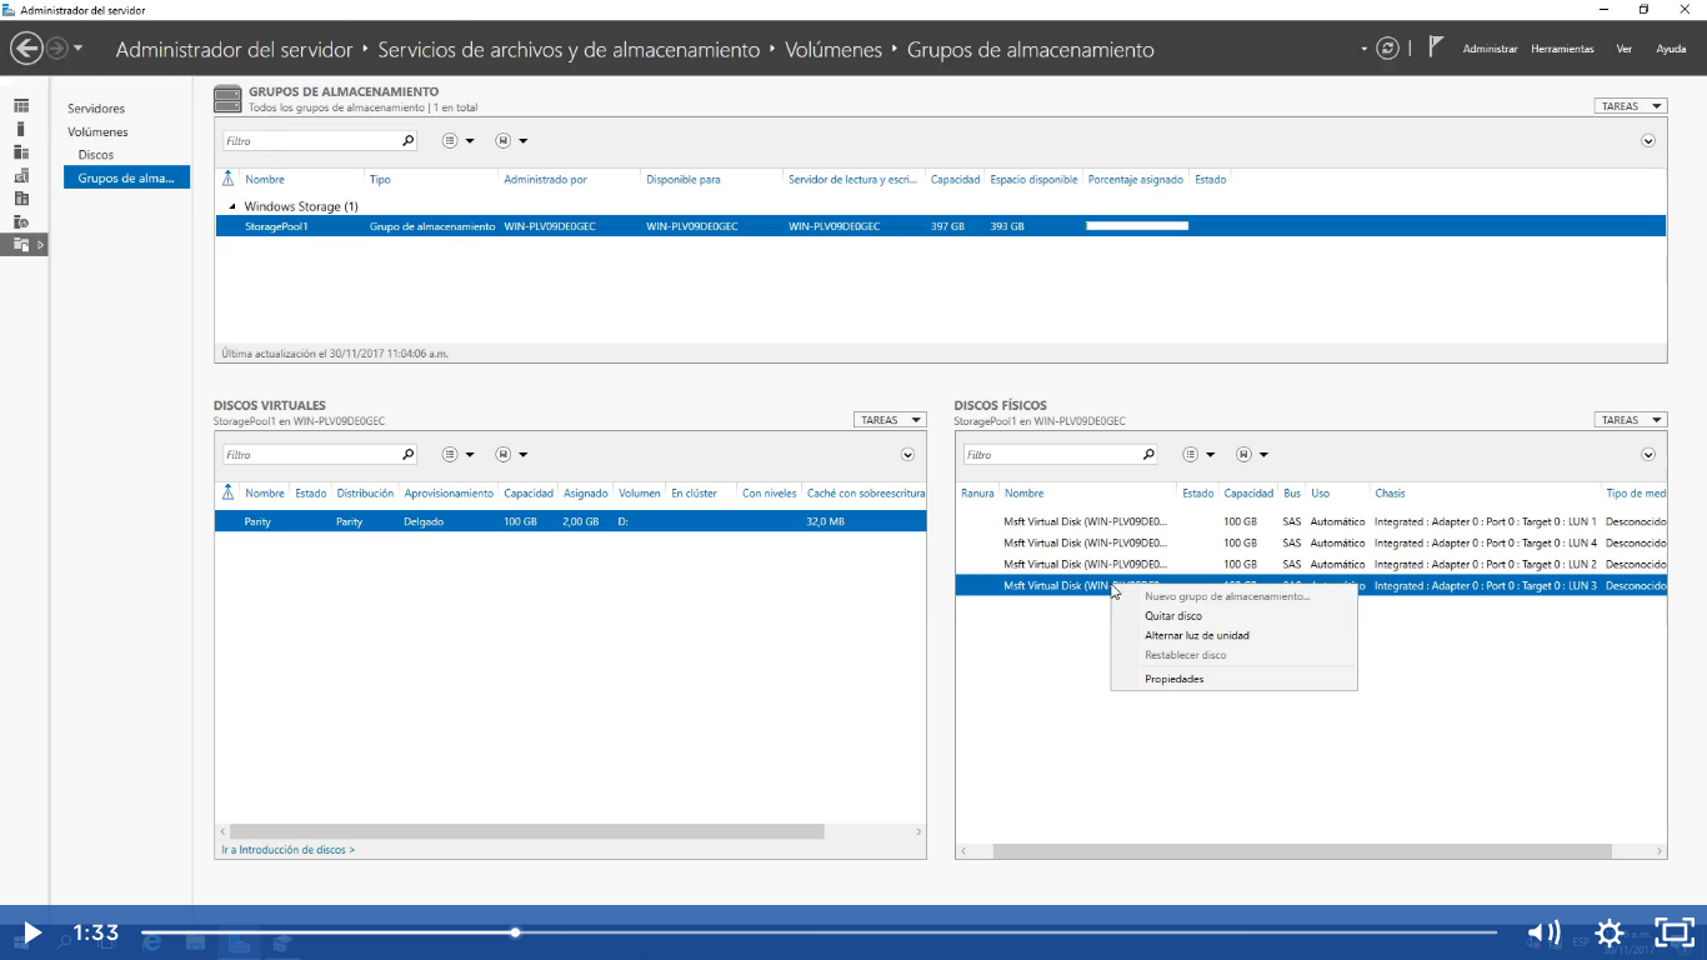 Administrador del servidor
Administrador del servidor ‣ Servicios de archivos y de almacenamiento ‣ Volúmenes ‣ Grupos de almacenamiento
Administrar Herramientas Ver Ayuda
Servidores
Volúmenes
Discos
Grupos de alma...
GRUPOS DE ALMACENAMIENTO
Todos los grupos de almacenamiento | 1 en total
TAREAS
Filtro
Nombre Tipo Administrado por Disponible para Servidor de lectura y escri... Capacidad Espacio disponible Porcentaje asignado Estado
Windows Storage (1)
StoragePool1 Grupo de almacenamiento WIN-PLV09DE0GEC WIN-PLV09DE0GEC WIN-PLV09DE0GEC 397 GB 393 GB
Última actualización el 30/11/2017 11:04:06 a.m.
DISCOS VIRTUALES
StoragePool1 en WIN-PLV09DE0GEC
TAREAS
Filtro
Nombre Estado Distribución Aprovisionamiento Capacidad Asignado Volumen En clúster Con niveles Caché con sobreescritura
Parity Parity Delgado 100 GB 2,00 GB D: 32,0 MB
Ir a Introducción de discos >
DISCOS FÍSICOS
StoragePool1 en WIN-PLV09DE0GEC
TAREAS
Filtro
Ranura Nombre Estado Capacidad Bus Uso Chasis Tipo de med
Msft Virtual Disk (WIN-PLV09DE0... 100 GB SAS Automático Integrated : Adapter 0 : Port 0 : Target 0 : LUN 1 Desconocido
Msft Virtual Disk (WIN-PLV09DE0... 100 GB SAS Automático Integrated : Adapter 0 : Port 0 : Target 0 : LUN 4 Desconocido
Msft Virtual Disk (WIN-PLV09DE0... 100 GB SAS Automático Integrated : Adapter 0 : Port 0 : Target 0 : LUN 2 Desconocido
Msft Virtual Disk (WIN- Integrated : Adapter 0 : Port 0 : Target 0 : LUN 3 Desconocido
Nuevo grupo de almacenamiento...
Quitar disco
Alternar luz de unidad
Restablecer disco
Propiedades
1:33
ESP
30/11/2017